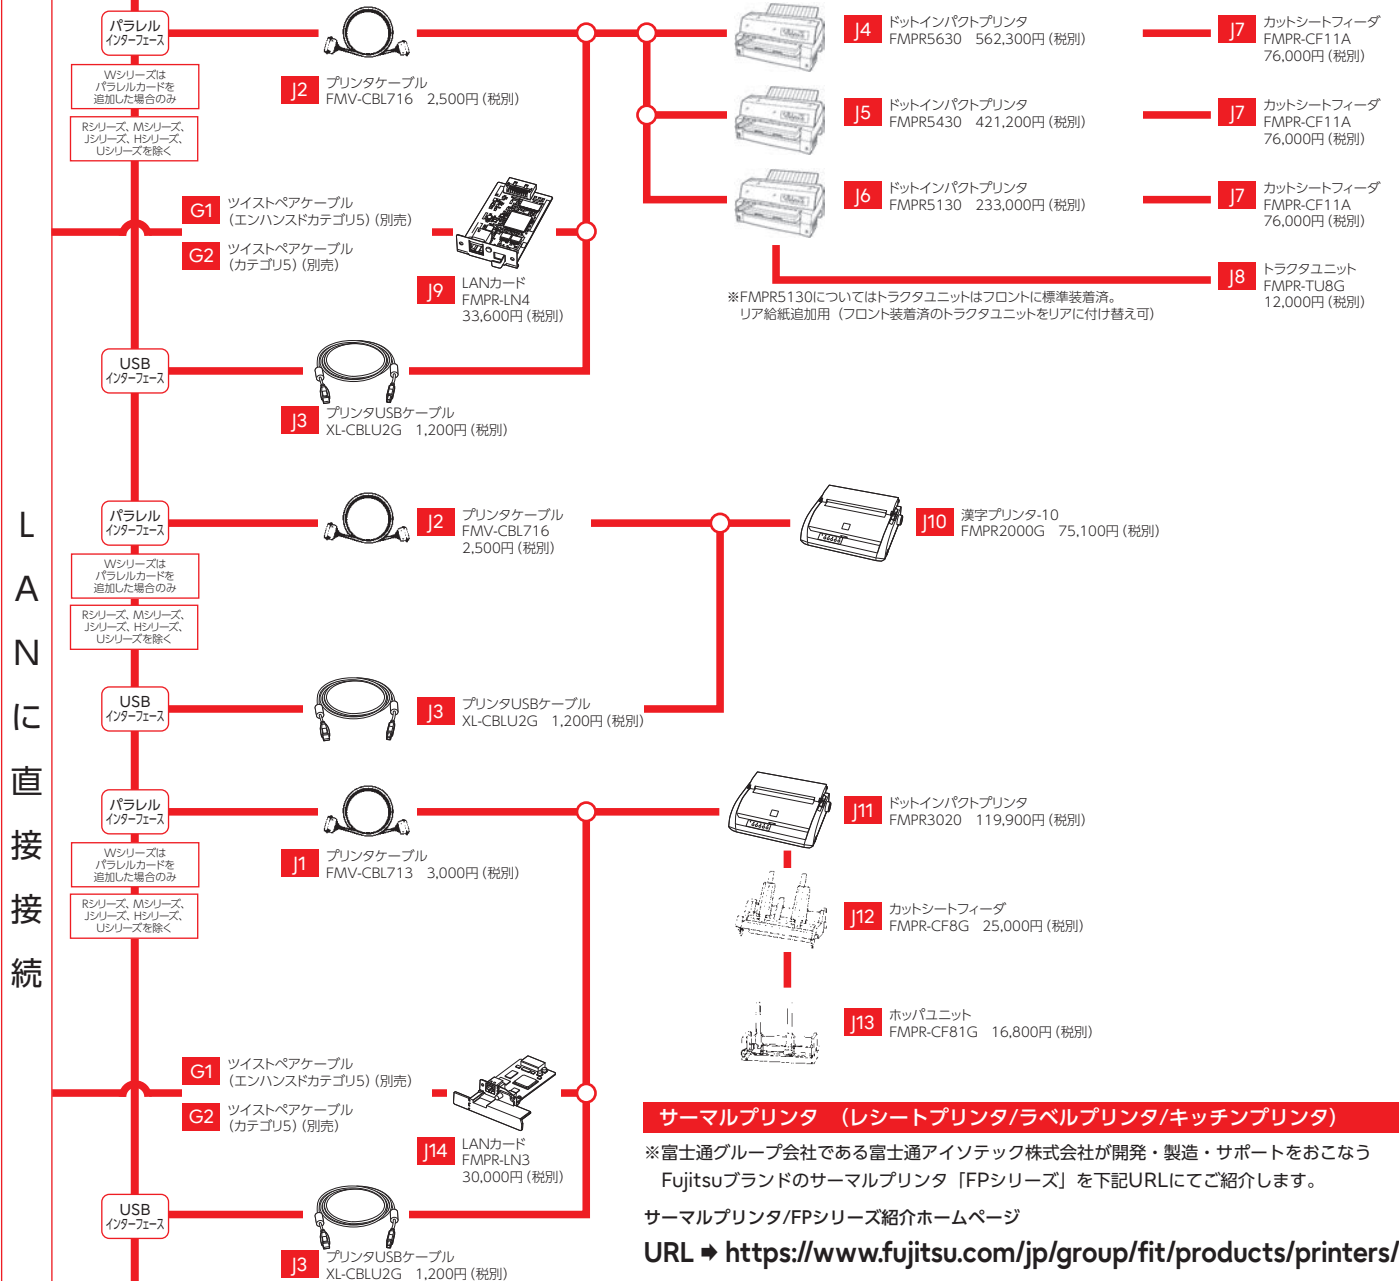 LANに直接接続
パラレル
インターフェース
Wシリーズは
パラレルカードを
追加した場合のみ
Rシリーズ、Mシリーズ、
Jシリーズ、Hシリーズ、
Uシリーズを除く
J2 プリンタケーブル
FMV-CBL716 2,500円(税別)
J4 ドットインパクトプリンタ
FMPR5630 562,300円(税別)
J7 カットシートフィーダ
FMPR-CF11A
76,000円(税別)
J5 ドットインパクトプリンタ
FMPR5430 421,200円(税別)
J7 カットシートフィーダ
FMPR-CF11A
76,000円(税別)
J6 ドットインパクトプリンタ
FMPR5130 233,000円(税別)
J7 カットシートフィーダ
FMPR-CF11A
76,000円(税別)
J8 トラクタユニット
FMPR-TU8G
12,000円(税別)
※FMPR5130についてはトラクタユニットはフロントに標準装着済。
リア給紙追加用(フロント装着済のトラクタユニットをリアに付け替え可)
G1 ツイストペアケーブル
(エンハンスドカテゴリ5)(別売)
G2 ツイストペアケーブル
(カテゴリ5)(別売)
J9 LANカード
FMPR-LN4
33,600円(税別)
USB
インターフェース
J3 プリンタUSBケーブル
XL-CBLU2G 1,200円(税別)
パラレル
インターフェース
Wシリーズは
パラレルカードを
追加した場合のみ
Rシリーズ、Mシリーズ、
Jシリーズ、Hシリーズ、
Uシリーズを除く
J2 プリンタケーブル
FMV-CBL716
2,500円(税別)
J10 漢字プリンタ-10
FMPR2000G 75,100円(税別)
USB
インターフェース
J3 プリンタUSBケーブル
XL-CBLU2G 1,200円(税別)
パラレル
インターフェース
Wシリーズは
パラレルカードを
追加した場合のみ
Rシリーズ、Mシリーズ、
Jシリーズ、Hシリーズ、
Uシリーズを除く
J1 プリンタケーブル
FMV-CBL713 3,000円(税別)
J11 ドットインパクトプリンタ
FMPR3020 119,900円(税別)
J12 カットシートフィーダ
FMPR-CF8G 25,000円(税別)
J13 ホッパユニット
FMPR-CF81G 16,800円(税別)
G1 ツイストペアケーブル
(エンハンスドカテゴリ5)(別売)
G2 ツイストペアケーブル
(カテゴリ5)(別売)
J14 LANカード
FMPR-LN3
30,000円(税別)
USB
インターフェース
J3 プリンタUSBケーブル
XL-CBLU2G 1,200円(税別)
サーマルプリンタ (レシートプリンタ/ラベルプリンタ/キッチンプリンタ)
※富士通グループ会社である富士通アイソテック株式会社が開発・製造・サポートをおこなう
Fujitsuブランドのサーマルプリンタ「FPシリーズ」を下記URLにてご紹介します。
サーマルプリンタ/FPシリーズ紹介ホームページ
URL ➡ https://www.fujitsu.com/jp/group/fit/products/printers/